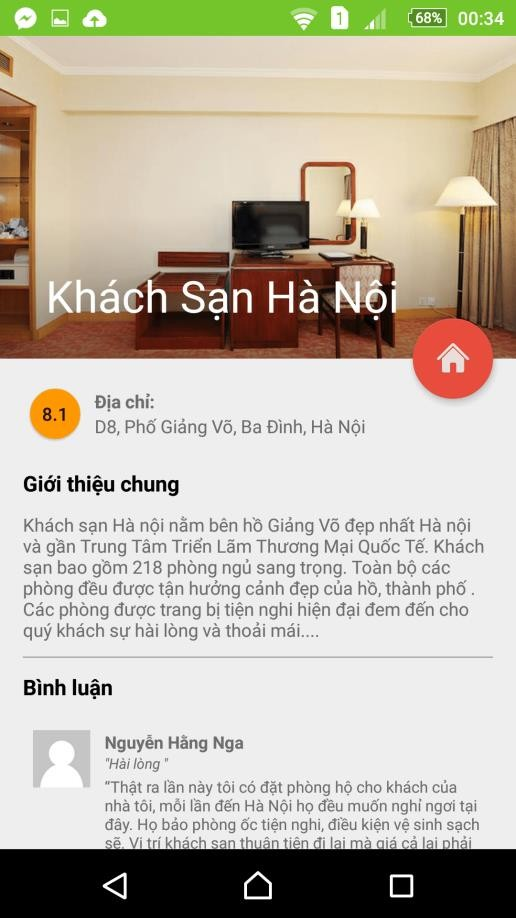 1 68% 00:34
Khách Sạn Hà Nội
8.1
Địa chỉ:
D8, Phố Giảng Võ, Ba Đình, Hà Nội
Giới thiệu chung
Khách sạn Hà nội nằm bên hồ Giảng Võ đẹp nhất Hà nội
và gần Trung Tâm Triển Lãm Thương Mại Quốc Tế. Khách
sạn bao gồm 218 phòng ngủ sang trọng. Toàn bộ các
phòng đều được tận hưởng cảnh đẹp của hồ, thành phố .
Các phòng được trang bị tiện nghi hiện đại đem đến cho
quý khách sự hài lòng và thoải mái....
Bình luận
Nguyễn Hằng Nga
"Hài lòng "
“Thật ra lần này tôi có đặt phòng hộ cho khách của
nhà tôi, mỗi lần đến Hà Nội họ đều muốn nghỉ ngơi tại
đây. Họ bảo phòng ốc tiện nghi, điều kiện vệ sinh sạch
sẽ. Vị trí khách sạn thuận tiện đi lại mà giá cả lại phải